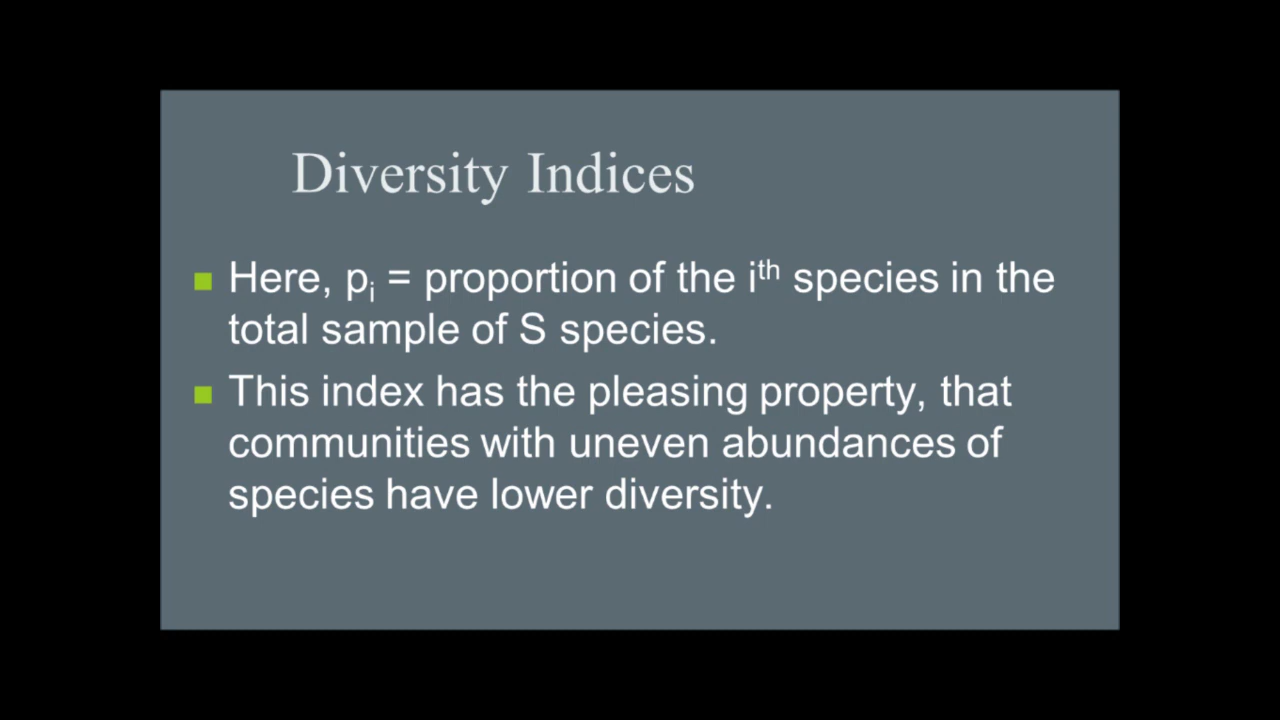 Diversity Indices
Here, pᵢ = proportion of the iᵗʰ species in the
total sample of S species.
This index has the pleasing property, that
communities with uneven abundances of
species have lower diversity.